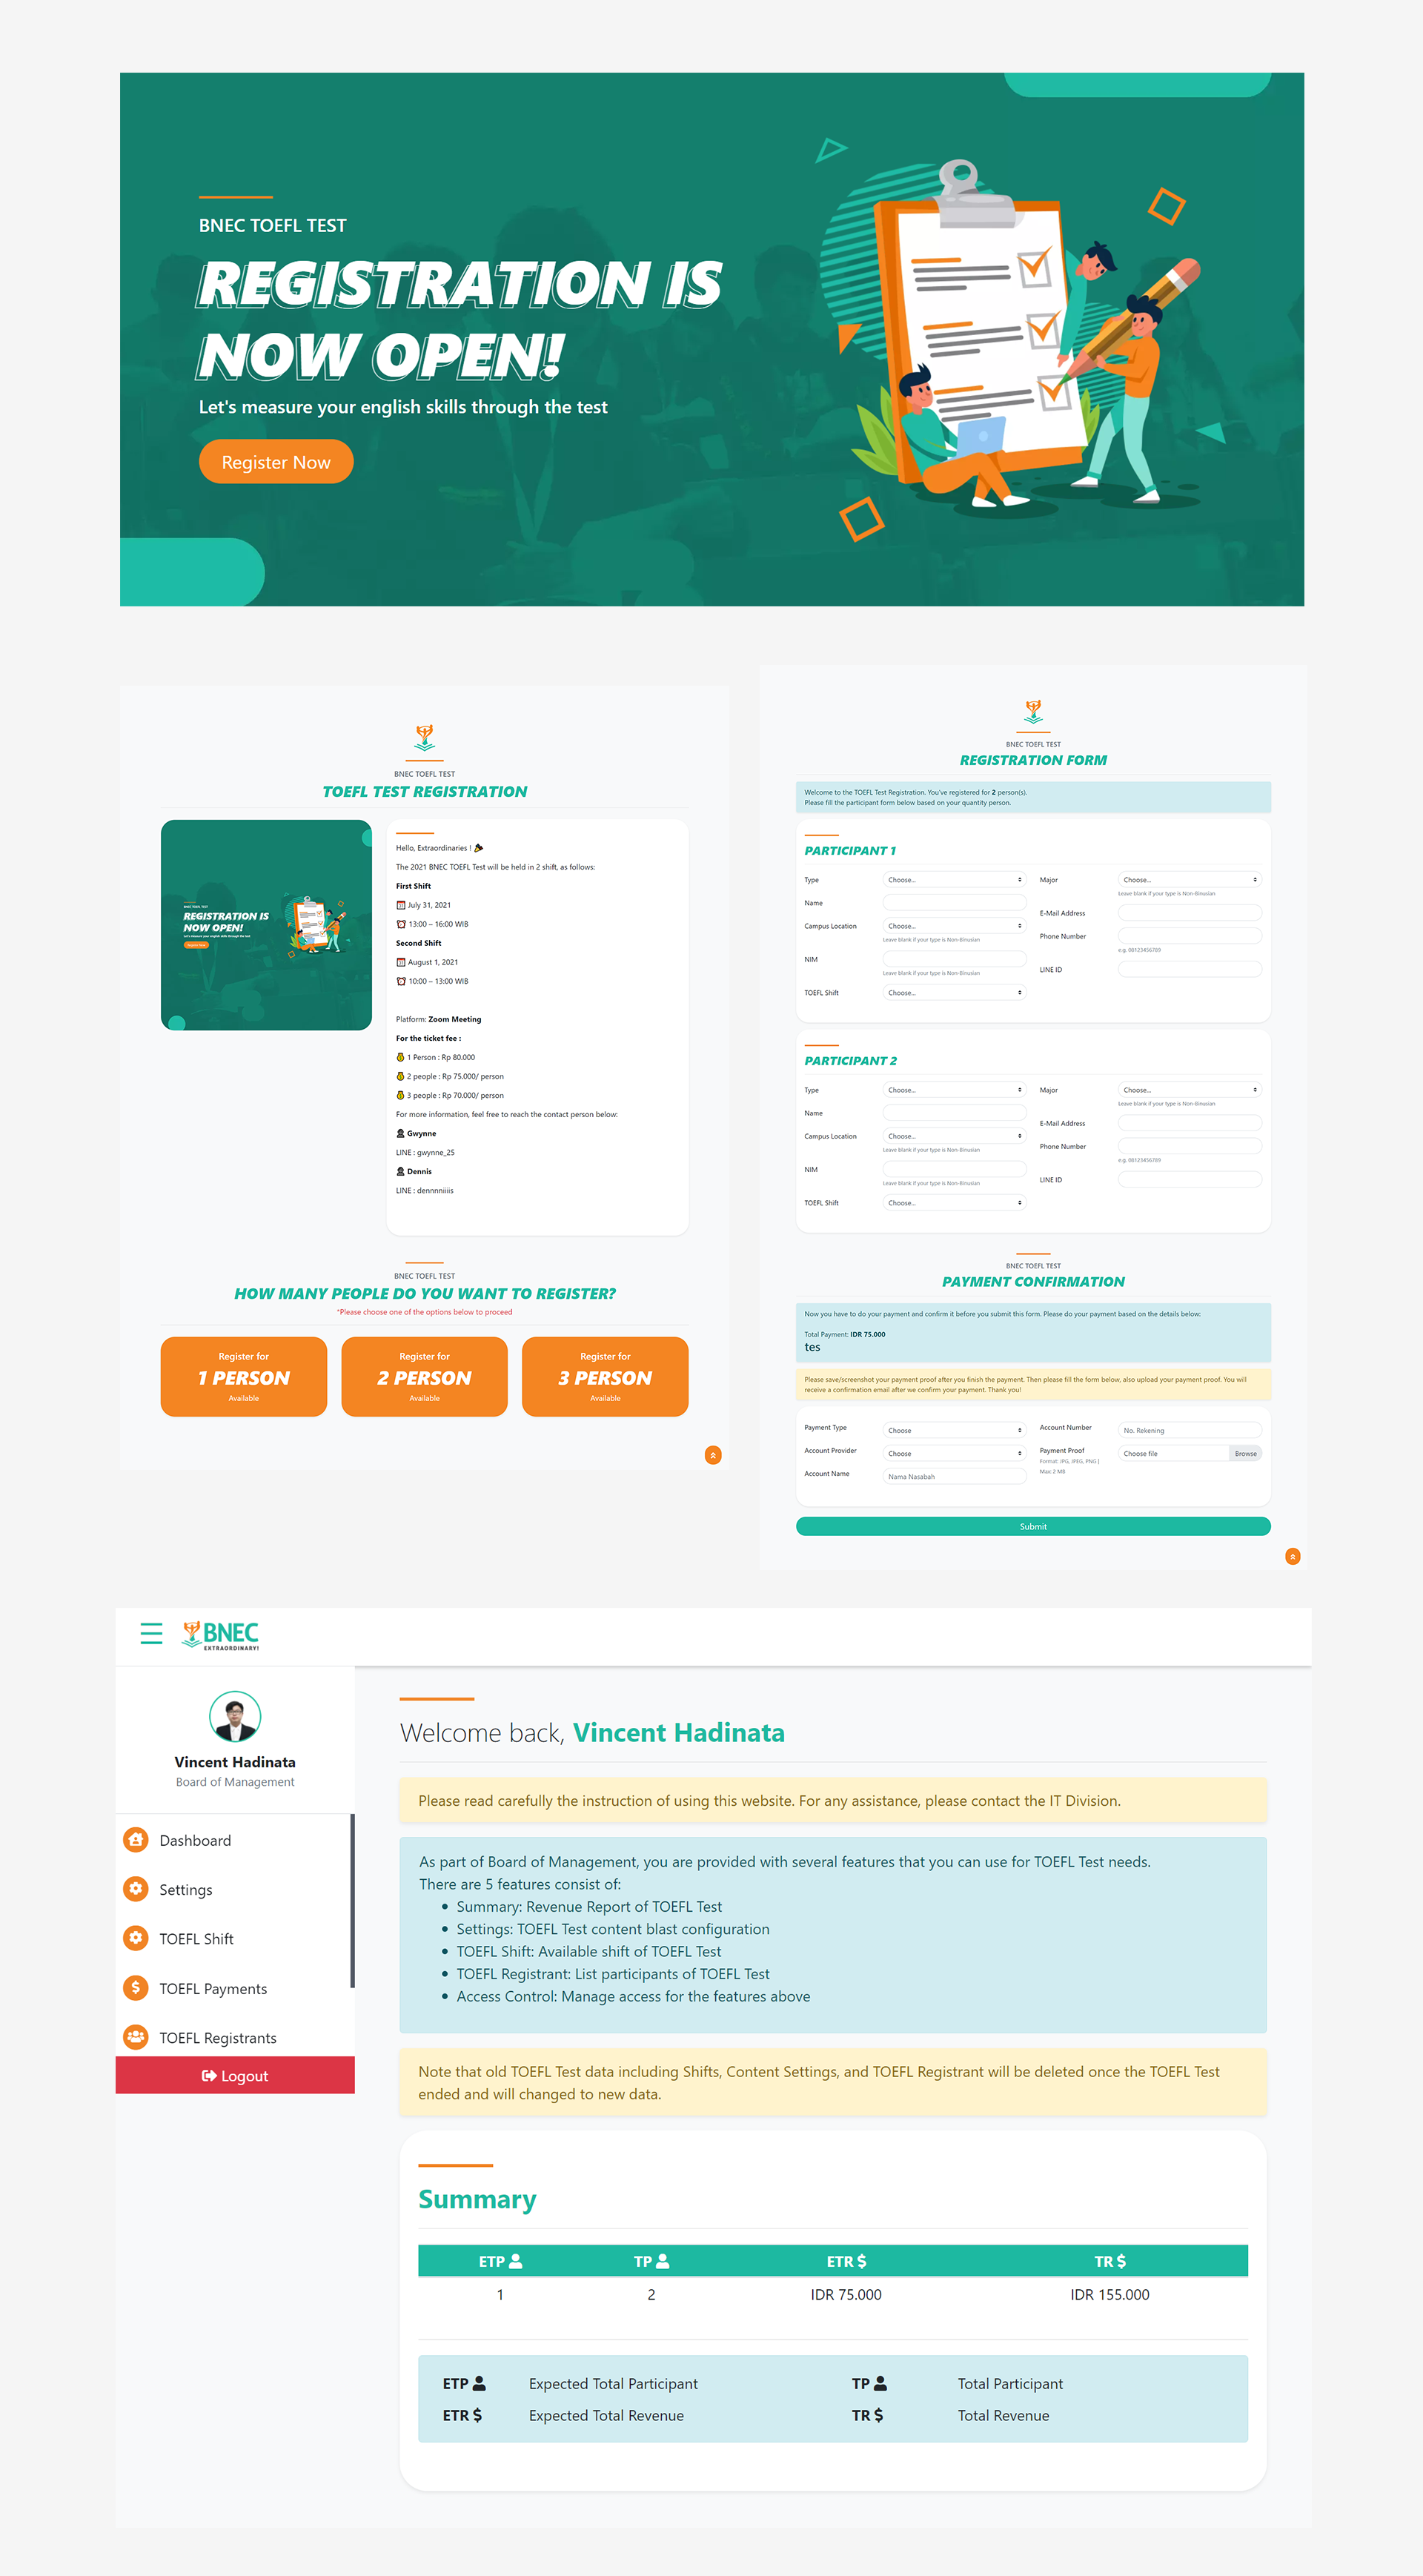 BNEC TOEFL TEST
REGISTRATION IS
NOW OPEN!
Let's measure your english skills through the test
Register Now
BNEC TOEFL TEST
TOEFL TEST REGISTRATION
BNEC TOEFL TEST
REGISTRATION IS
NOW OPEN!
Let's measure your english skills through the test
Register Now
Hello, Extraordinaries !
The 2021 BNEC TOEFL Test will be held in 2 shift, as follows:
First Shift
July 31, 2021
13:00 – 16:00 WIB
Second Shift
August 1, 2021
10:00 – 13:00 WIB
Platform: Zoom Meeting
For the ticket fee :
1 Person : Rp 80.000
2 people : Rp 75.000/ person
3 people : Rp 70.000/ person
For more information, feel free to reach the contact person below:
Gwynne
LINE : gwynne_25
Dennis
LINE : dennnniiiis
BNEC TOEFL TEST
HOW MANY PEOPLE DO YOU WANT TO REGISTER?
*Please choose one of the options below to proceed
Register for
1 PERSON
Available
Register for
2 PERSON
Available
Register for
3 PERSON
Available
BNEC TOEFL TEST
REGISTRATION FORM
Welcome to the TOEFL Test Registration. You've registered for 2 person(s).
Please fill the participant form below based on your quantity person.
PARTICIPANT 1
Type
Choose...
Name
Campus Location
Choose...
Leave blank if your type is Non-Binusian
NIM
Leave blank if your type is Non-Binusian
TOEFL Shift
Choose...
Major
Choose...
Leave blank if your type is Non-Binusian
E-Mail Address
Phone Number
e.g. 08123456789
LINE ID
PARTICIPANT 2
Type
Choose...
Name
Campus Location
Choose...
Leave blank if your type is Non-Binusian
NIM
Leave blank if your type is Non-Binusian
TOEFL Shift
Choose...
Major
Choose...
Leave blank if your type is Non-Binusian
E-Mail Address
Phone Number
e.g. 08123456789
LINE ID
BNEC TOEFL TEST
PAYMENT CONFIRMATION
Now you have to do your payment and confirm it before you submit this form. Please do your payment based on the details below:
Total Payment: IDR 75.000
tes
Please save/screenshot your payment proof after you finish the payment. Then please fill the form below, also upload your payment proof. You will
receive a confirmation email after we confirm your payment. Thank you!
Payment Type
Choose
Account Provider
Choose
Account Name
Nama Nasabah
Account Number
No. Rekening
Payment Proof
Format: JPG, JPEG, PNG |
Max: 2 MB
Choose file
Browse
Submit
BNEC
EXTRAORDINARY!
Vincent Hadinata
Board of Management
Dashboard
Settings
TOEFL Shift
TOEFL Payments
TOEFL Registrants
Logout
Welcome back, Vincent Hadinata
Please read carefully the instruction of using this website. For any assistance, please contact the IT Division.
As part of Board of Management, you are provided with several features that you can use for TOEFL Test needs.
There are 5 features consist of:
• Summary: Revenue Report of TOEFL Test
• Settings: TOEFL Test content blast configuration
• TOEFL Shift: Available shift of TOEFL Test
• TOEFL Registrant: List participants of TOEFL Test
• Access Control: Manage access for the features above
Note that old TOEFL Test data including Shifts, Content Settings, and TOEFL Registrant will be deleted once the TOEFL Test
ended and will changed to new data.
Summary
ETP TP ETR $ TR $
1 2 IDR 75.000 IDR 155.000
ETP Expected Total Participant TP Total Participant
ETR $ Expected Total Revenue TR $ Total Revenue